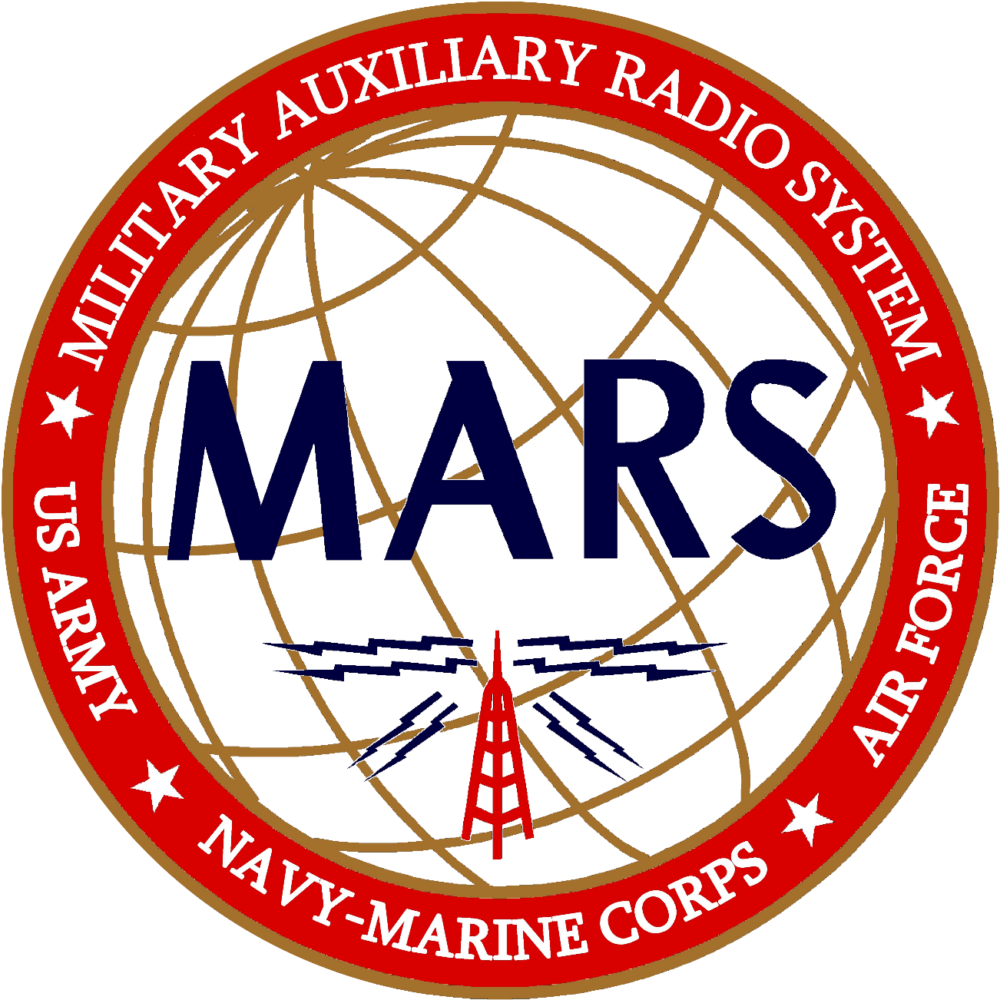 MILITARY AUXILIARY RADIO SYSTEM
MARS
US ARMY
NAVY-MARINE CORPS
AIR FORCE